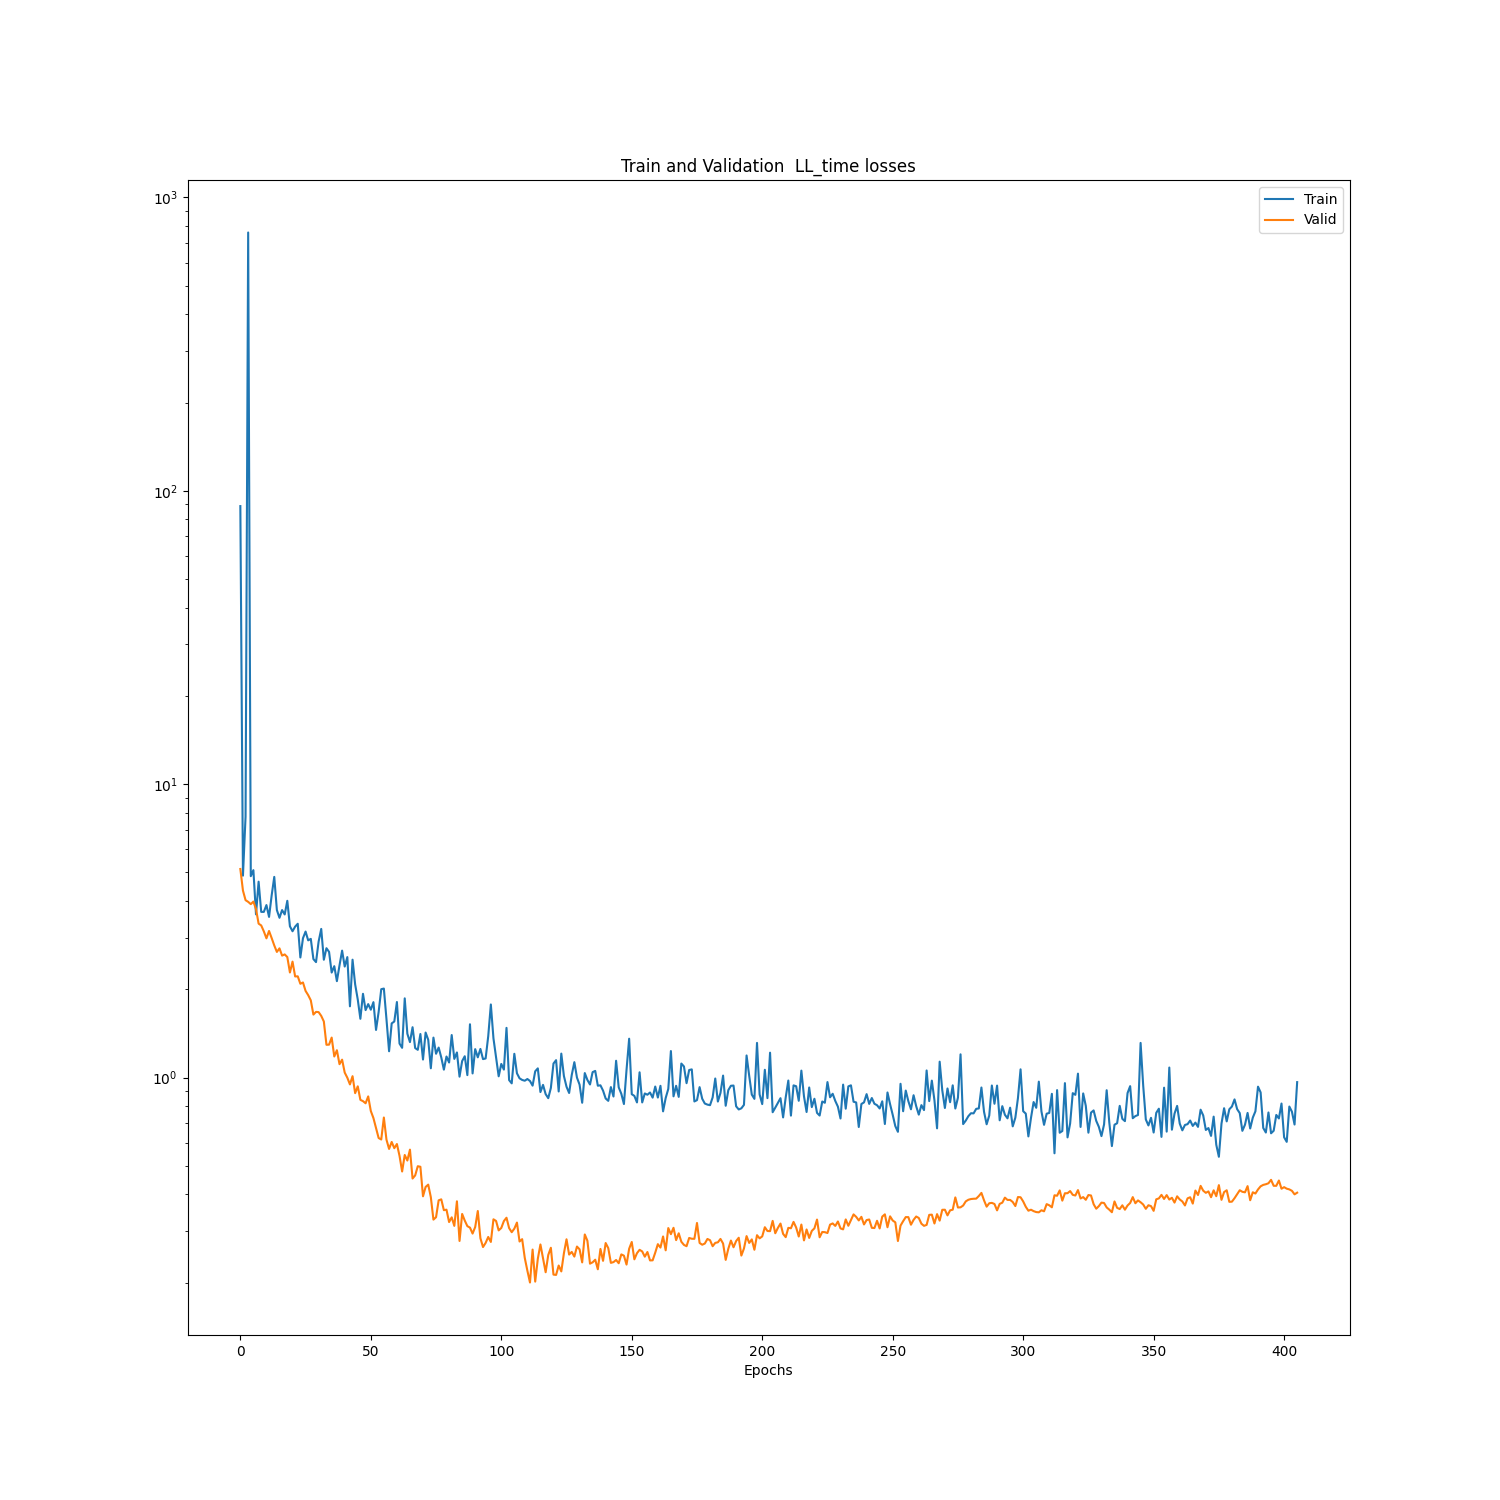 Train and Validation  LL_time losses
Train
Valid
10³
10²
10¹
10⁰
0 50 100 150 200 250 300 350 400
Epochs